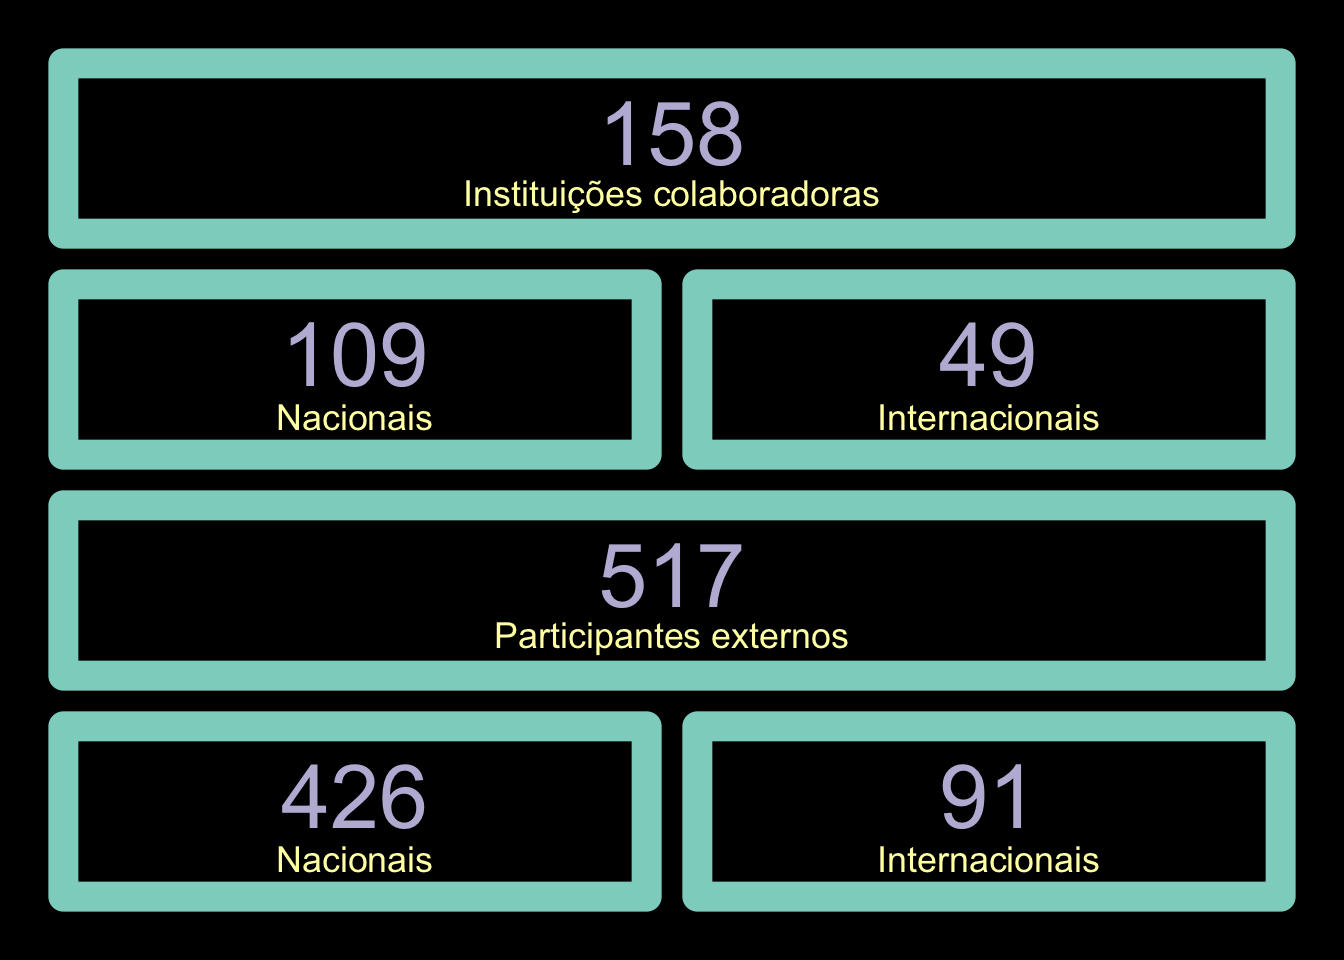 158
Instituições colaboradoras
109
Nacionais
49
Internacionais
517
Participantes externos
426
Nacionais
91
Internacionais